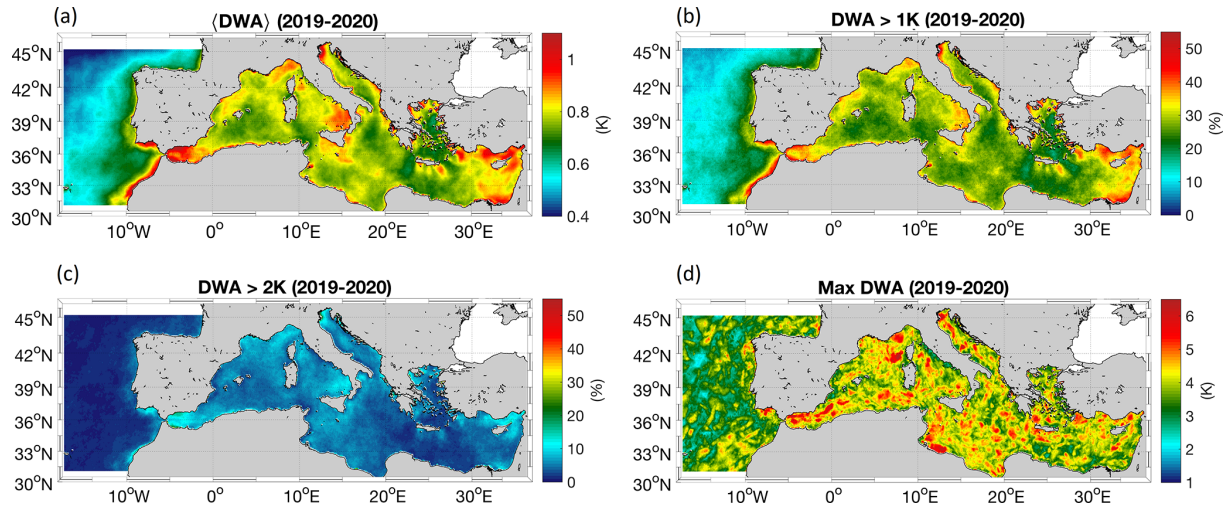 (a)
⟨DWA⟩ (2019-2020)
45°N
42°N
39°N
36°N
33°N
30°N
10°W 0° 10°E 20°E 30°E
1
0.8
0.6
0.4
(K)
(b)
DWA > 1K (2019-2020)
45°N
42°N
39°N
36°N
33°N
30°N
10°W 0° 10°E 20°E 30°E
50
40
30
20
10
0
(%)
(c)
DWA > 2K (2019-2020)
45°N
42°N
39°N
36°N
33°N
30°N
10°W 0° 10°E 20°E 30°E
50
40
30
20
10
0
(%)
(d)
Max DWA (2019-2020)
45°N
42°N
39°N
36°N
33°N
30°N
10°W 0° 10°E 20°E 30°E
6
5
4
3
2
1
(K)